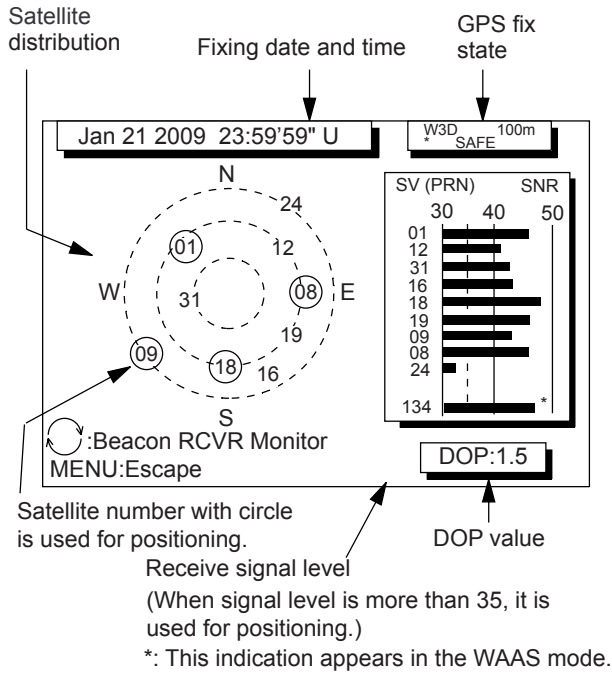 Satellite
distribution
Fixing date and time
GPS fix
state
Jan 21 2009  23:59'59" U
W3D 100m
* SAFE
N
24
01
12
W
31
08
E
19
09
18
16
S
:Beacon RCVR Monitor
MENU:Escape
SV (PRN) SNR
30 40 50
01
12
31
16
18
19
09
08
24
134 *
DOP:1.5
Satellite number with circle
is used for positioning.
DOP value
Receive signal level
(When signal level is more than 35, it is
used for positioning.)
*: This indication appears in the WAAS mode.